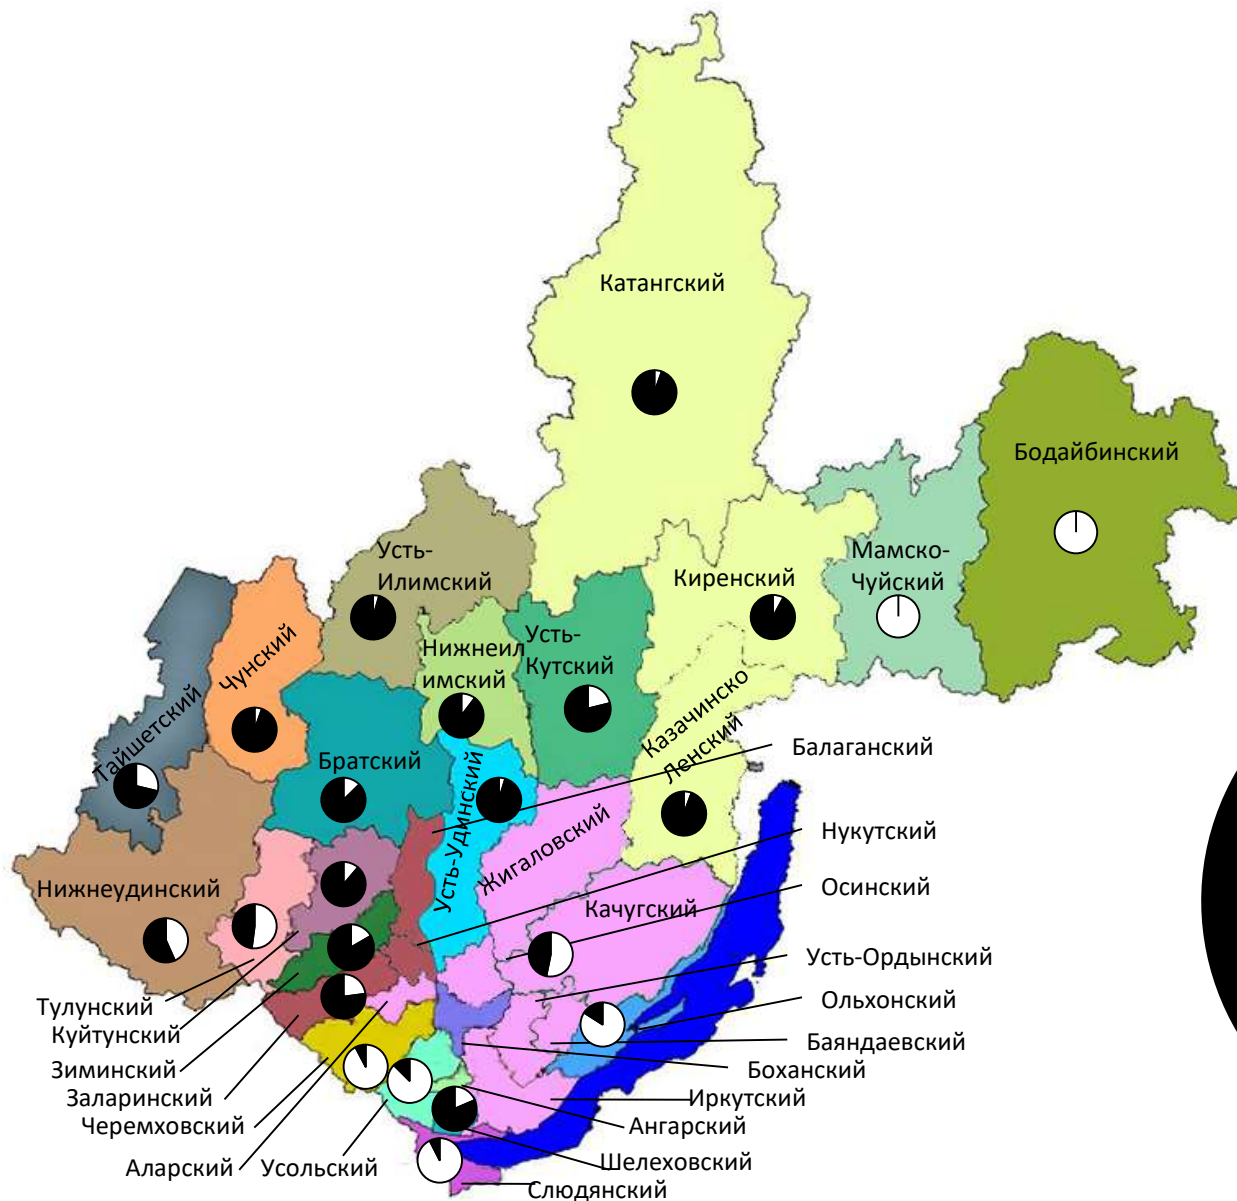 Катангский
Бодайбинский
Усть-
Илимский
Мамско-
Чуйский
Киренский
Чунский
Нижнеил
имский
Усть-
Кутский
Тайшетский
Казачинско
Ленский
Братский
Усть-Удинский
Балаганский
Жигаловский
Нукутский
Нижнеудинский
Качугский
Осинский
Усть-Ордынский
Тулунский
Ольхонский
Куйтунский
Баяндаевский
Зиминский
Боханский
Заларинский
Иркутский
Черемховский
Ангарский
Аларский
Усольский
Шелеховский
Слюдянский